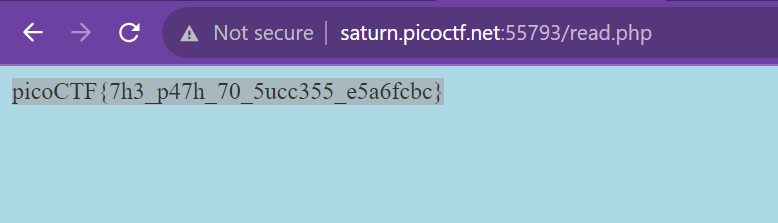 Not secure | saturn.picoctf.net:55793/read.php
picoCTF{7h3_p47h_70_5ucc355_e5a6fcbc}